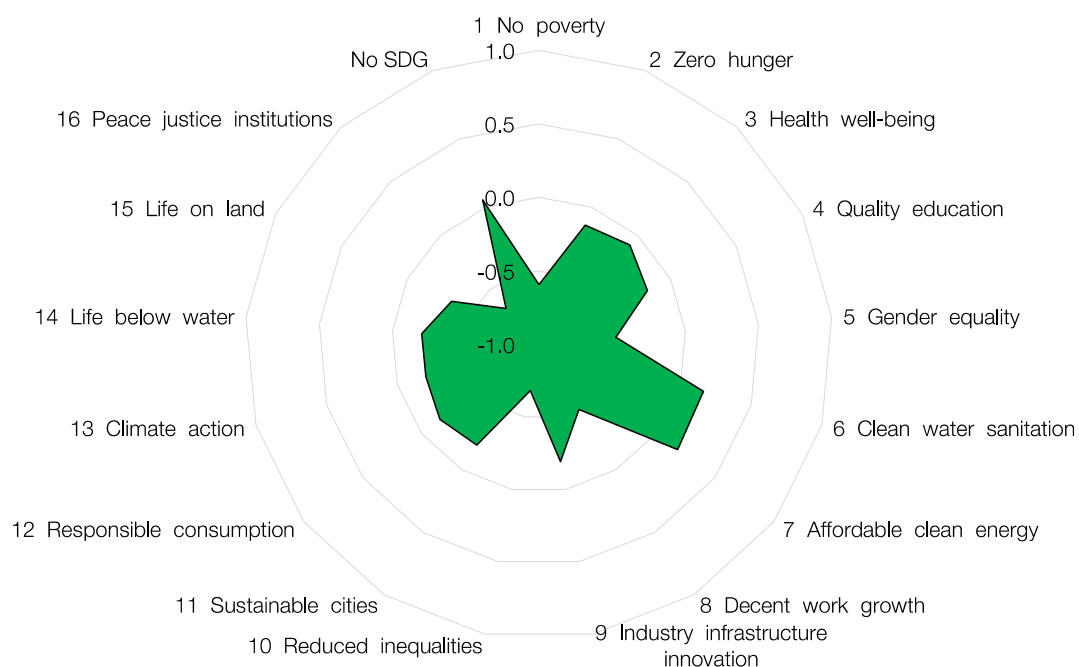 1 No poverty
1.0
No SDG
2 Zero hunger
16 Peace justice institutions
0.5
3 Health well-being
15 Life on land
0.0
4 Quality education
-0.5
14 Life below water
-1.0
5 Gender equality
13 Climate action
6 Clean water sanitation
12 Responsible consumption
7 Affordable clean energy
11 Sustainable cities
8 Decent work growth
10 Reduced inequalities
9 Industry infrastructure
innovation